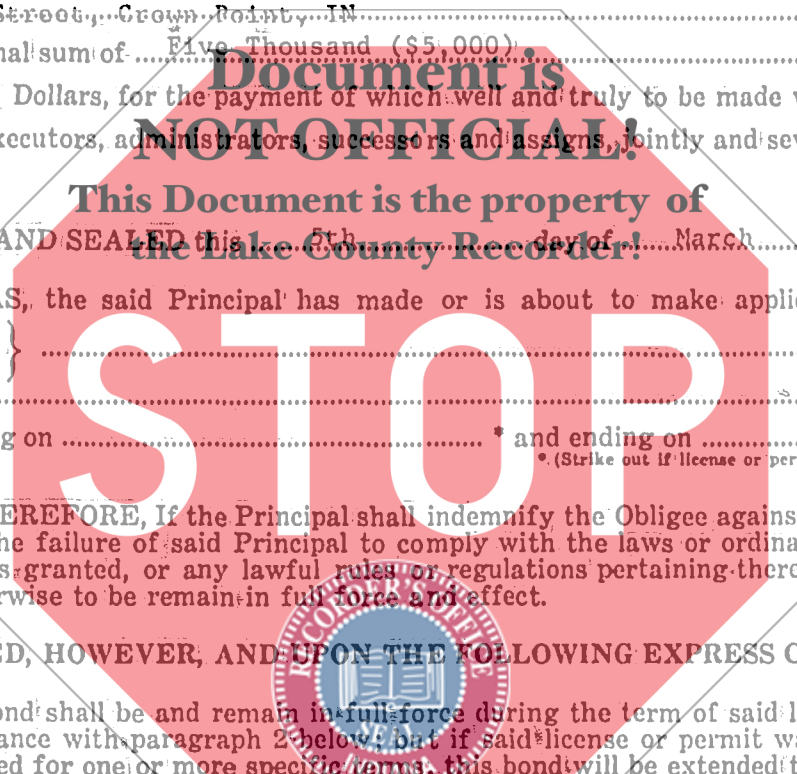 Street, Crown Point, IN
nal sum of Five Thousand ($5,000)
Document is
Dollars, for the payment of which well and truly to be made
NOT OFFICIAL!
xecutors, administrators, successors and assigns, jointly and sev
This Document is the property of
AND SEALED this 5th day of March
the Lake County Recorder!
AS, the said Principal has made or is about to make appli
STOP
g on * and ending on
* (Strike out if license or per
EREFORE, If the Principal shall indemnify the Obligee agains
he failure of said Principal to comply with the laws or ordina
s granted, or any lawful rules or regulations pertaining there
rwise to be remain in full force and effect.
RECORDER'S OFFICE
ED, HOWEVER, AND UPON THE FOLLOWING EXPRESS C
ond shall be and remain in full force during the term of said l
SEAL
ance with paragraph 2 below, but if said license or permit wa
INDIANA
ed for one or more specific terms, this bond will be extended t